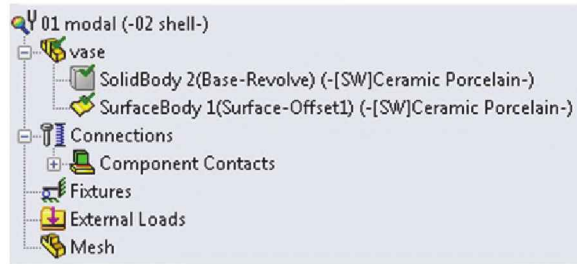 01 modal (-02 shell-)
vase
SolidBody 2(Base-Revolve) (-[SW]Ceramic Porcelain-)
SurfaceBody 1(Surface-Offset1) (-[SW]Ceramic Porcelain-)
Connections
Component Contacts
Fixtures
External Loads
Mesh